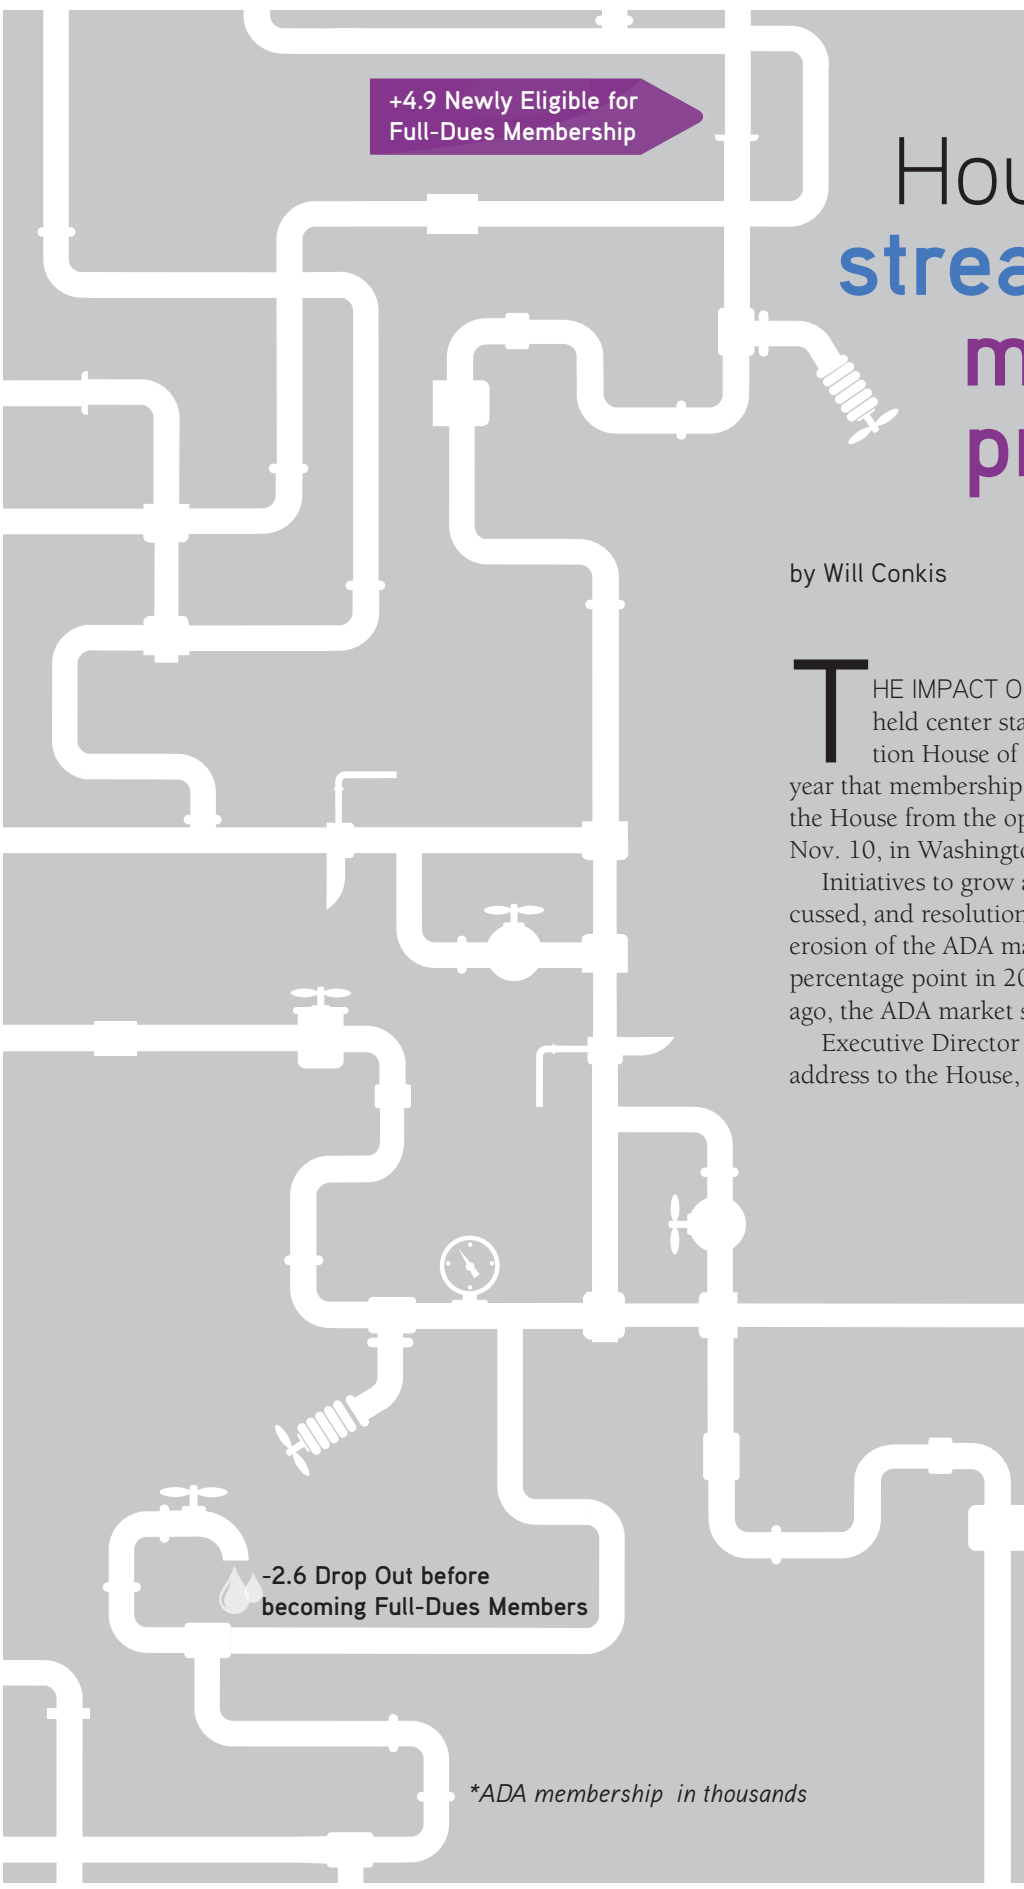 +4.9 Newly Eligible for
Full-Dues Membership
Hou
strea
m
pr
by Will Conkis
THE IMPACT O
held center sta
tion House of
year that membership
the House from the op
Nov. 10, in Washingto
Initiatives to grow a
cussed, and resolution
erosion of the ADA ma
percentage point in 20
ago, the ADA market s
Executive Director
address to the House,
-2.6 Drop Out before
becoming Full-Dues Members
*ADA membership in thousands